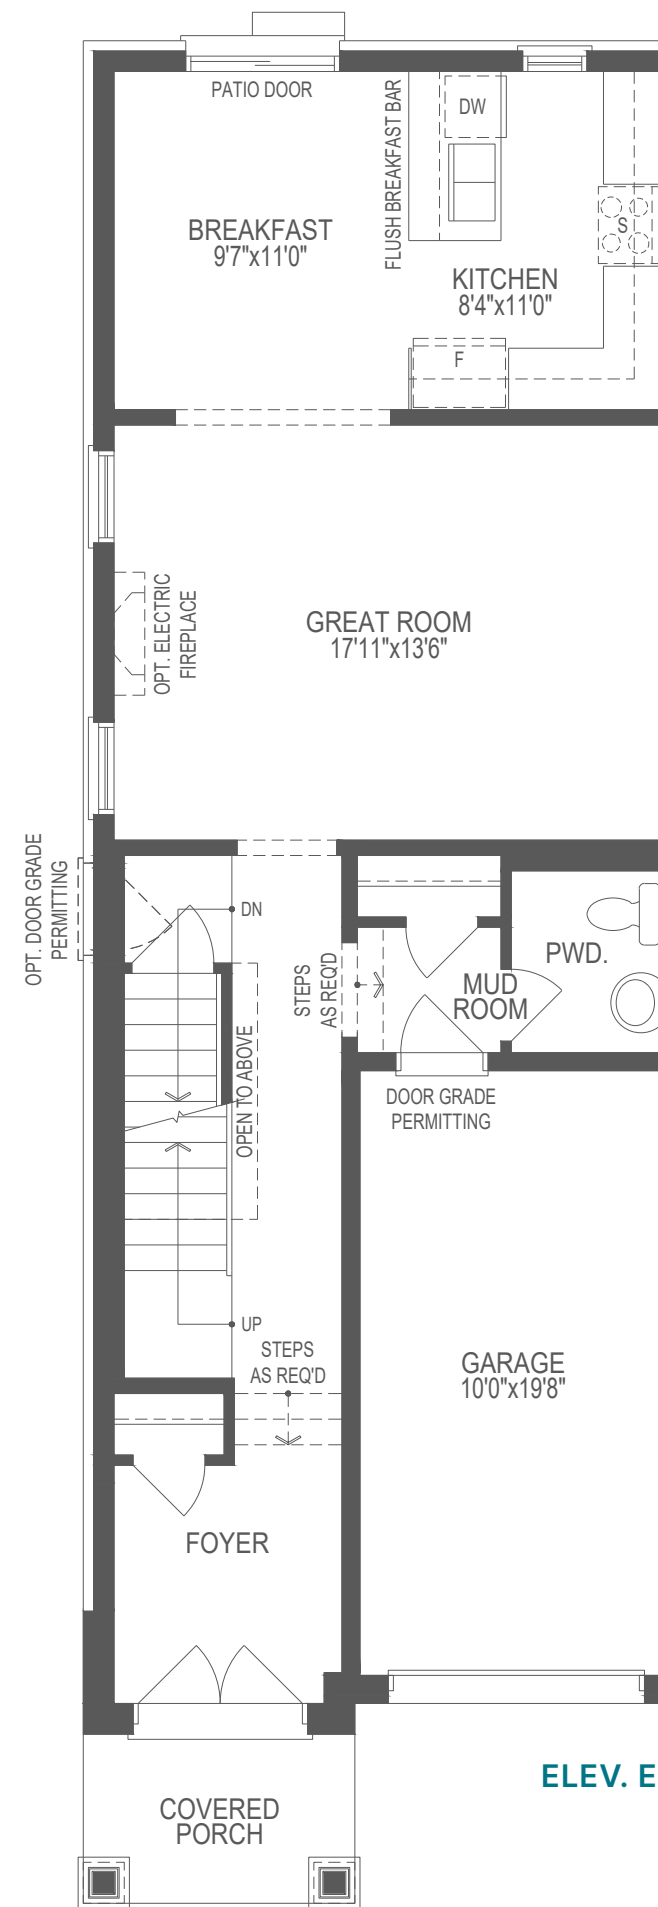 PATIO DOOR
FLUSH BREAKFAST BAR
DW
BREAKFAST
9'7"x11'0"
S
KITCHEN
8'4"x11'0"
F
OPT. ELECTRIC
FIREPLACE
GREAT ROOM
17'11"x13'6"
OPT. DOOR GRADE
PERMITTING
DN
STEPS
AS REQ'D
PWD.
MUD
ROOM
OPEN TO ABOVE
DOOR GRADE
PERMITTING
UP
STEPS
AS REQ'D
GARAGE
10'0"x19'8"
FOYER
ELEV. E
COVERED
PORCH